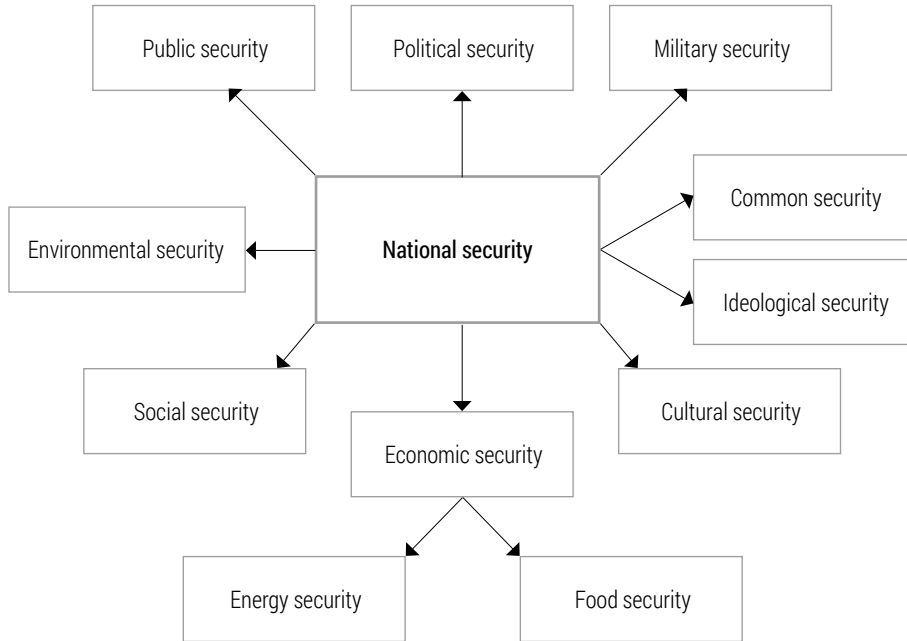 Public security
Political security
Military security
Common security
Environmental security
National security
Ideological security
Social security
Cultural security
Economic security
Energy security
Food security